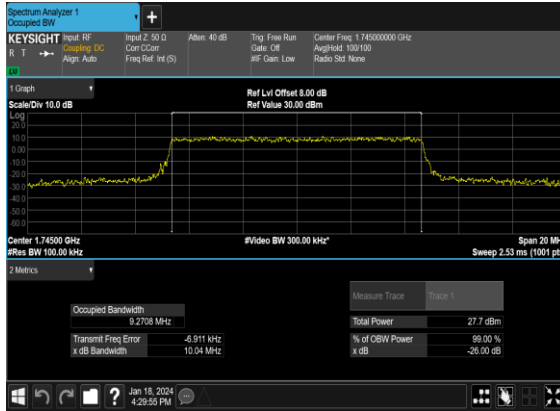 Spectrum Analyzer 1
Occupied BW
KEYSIGHT Input: RF Input Z: 50 Ω Atten: 40 dB Trig: Free Run Center Freq: 1.745000000 GHz
R T Coupling: DC Corr CCorr Gate: Off Avg|Hold: 100/100
Align: Auto Freq Ref: Int (S) #IF Gain: Low Radio Std: None
LXI
1 Graph
Ref Lvl Offset 8.00 dB
Scale/Div 10.0 dB Ref Value 30.00 dBm
Log
20.0
10.0
0.00
-10.0
-20.0
-30.0
-40.0
-50.0
-60.0
Center 1.74500 GHz #Video BW 300.00 kHz* Span 20 MH
#Res BW 100.00 kHz Sweep 2.53 ms (1001 pt
2 Metrics
Measure Trace Trace 1
Occupied Bandwidth
9.2708 MHz Total Power 27.7 dBm
Transmit Freq Error -6.911 kHz % of OBW Power 99.00 %
x dB Bandwidth 10.04 MHz x dB -26.00 dB
Jan 18, 2024
4:29:55 PM